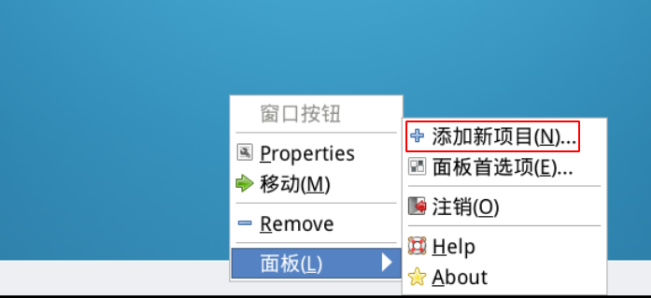 窗口按钮
Properties
移动(M)
Remove
面板(L)
添加新项目(N)...
面板首选项(E)...
注销(O)
Help
About